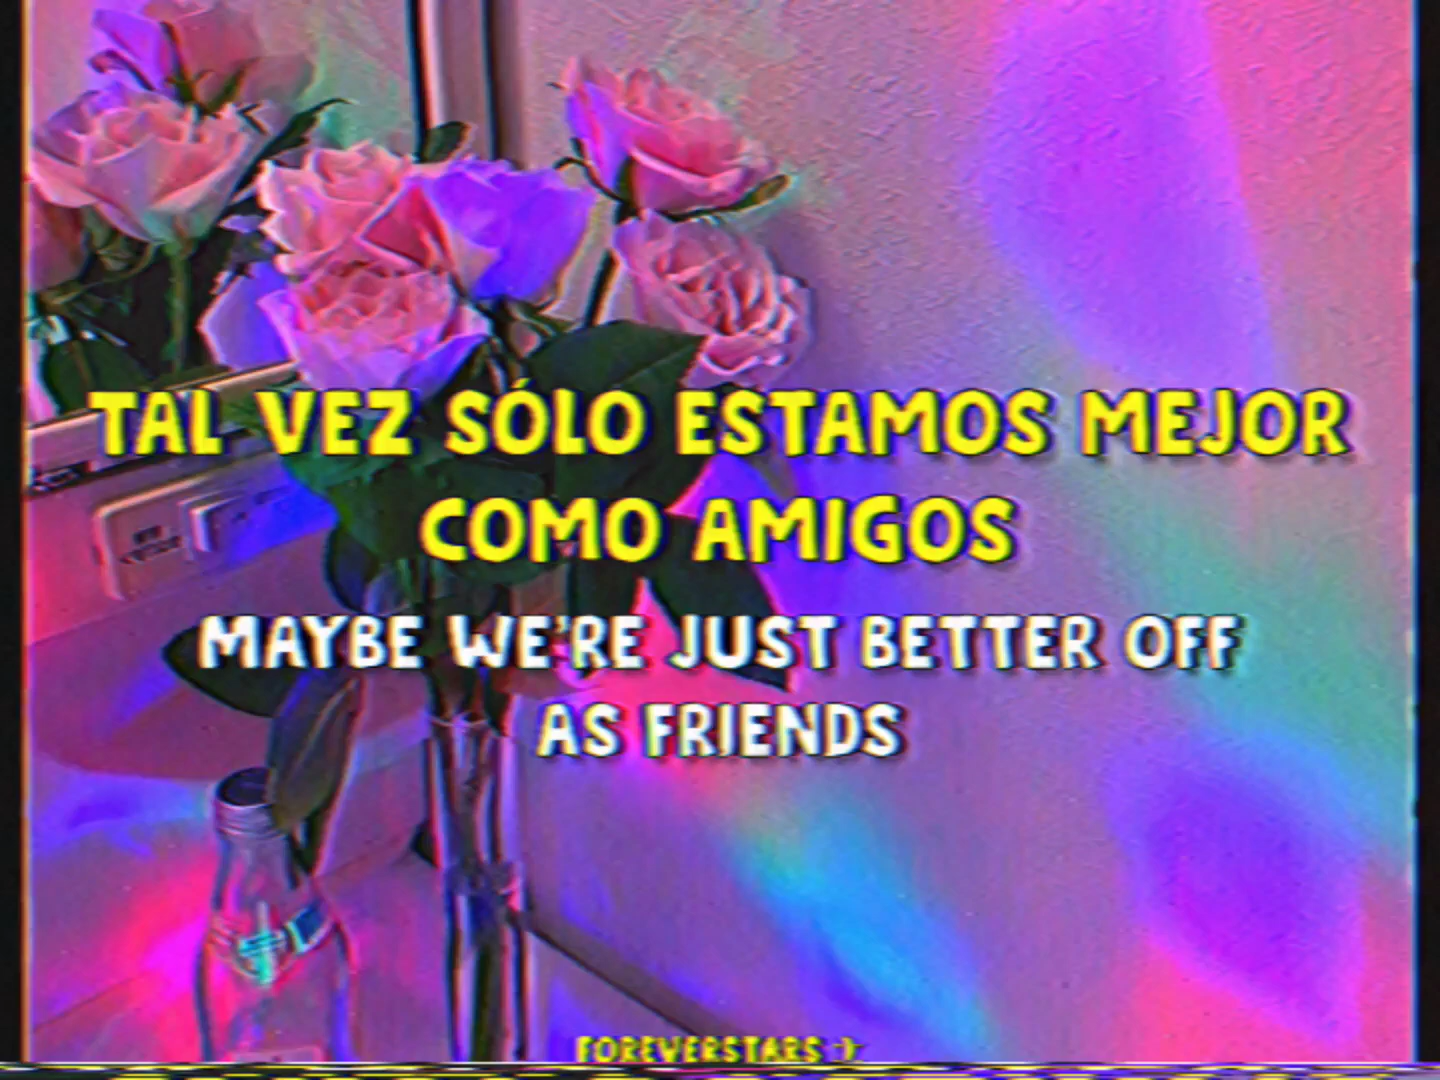 TAL VEZ SÓLO ESTAMOS MEJOR
COMO AMIGOS
MAYBE WE'RE JUST BETTER OFF
AS FRIENDS
FOREVERSTARS :)